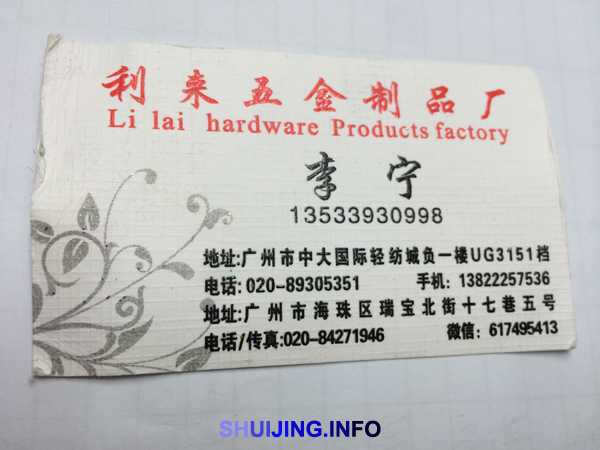 利来五金制品厂
Li lai hardware Products factory
李宁
13533930998
地址:广州市中大国际轻纺城负一楼UG3151档
电话: 020-89305351 手机: 13822257536
地址:广州市海珠区瑞宝北街十七巷五号
电话/传真:020-84271946 微信: 617495413
SHUIJING.INFO